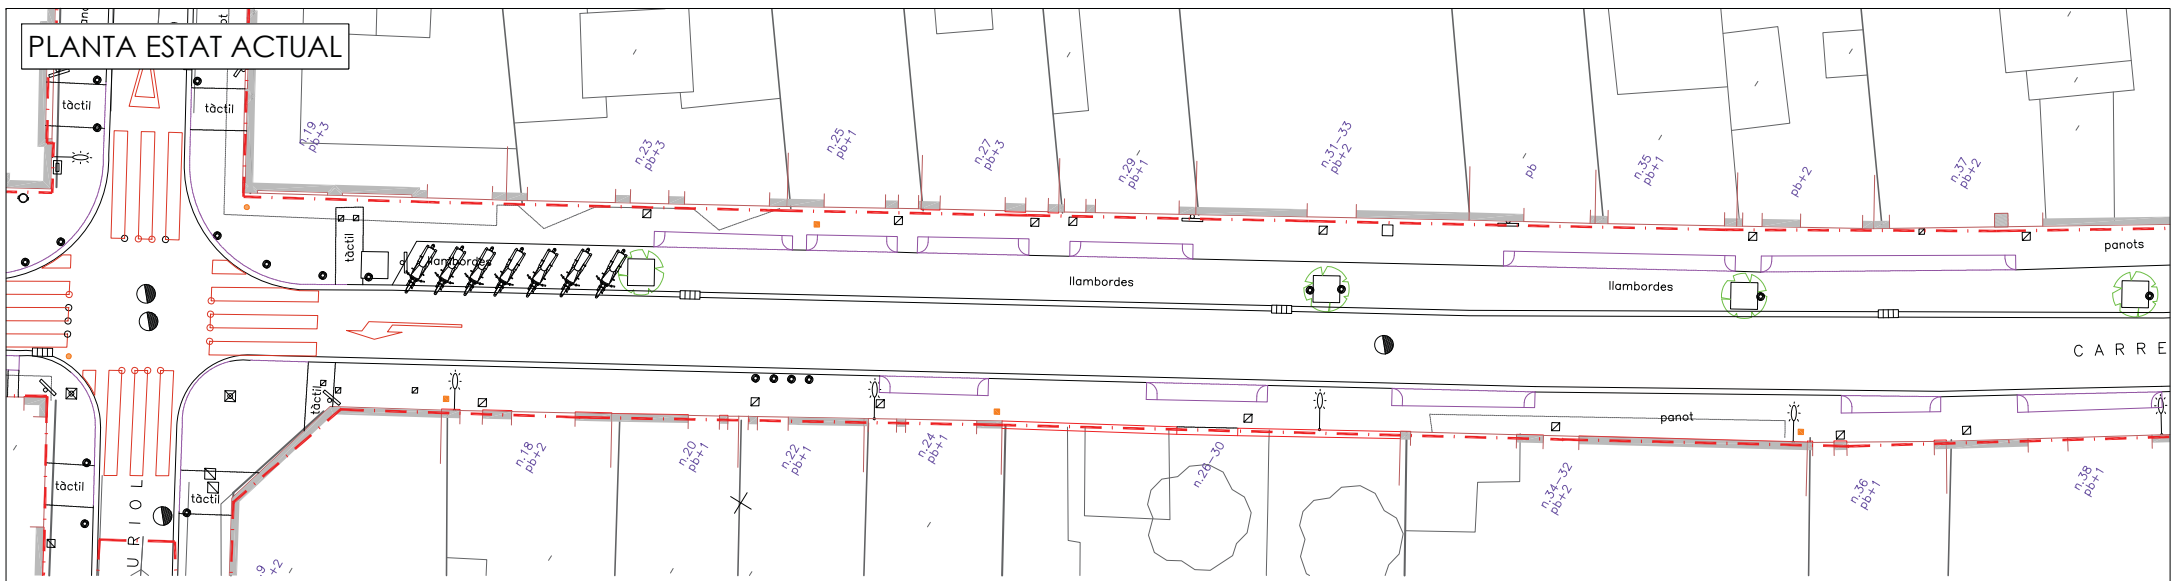 PLANTA ESTAT ACTUAL
tàctil
tàctil
n.19
pb+3
n.23
pb+3
n.25
pb+1
n.27
pb+3
n.29
pb+1
n.31-33
pb+2
pb
n.35
pb+1
pb+2
n.37
pb+2
tàctil
llambordes
llambordes
llambordes
panots
CARRE
tàctil
panot
n.18
pb+2
n.20
pb+1
n.22
pb+1
n.24
pb+1
n.26-30
n.34-32
pb+2
n.36
pb+1
n.38
pb+1
tàctil
tàctil
URIOL